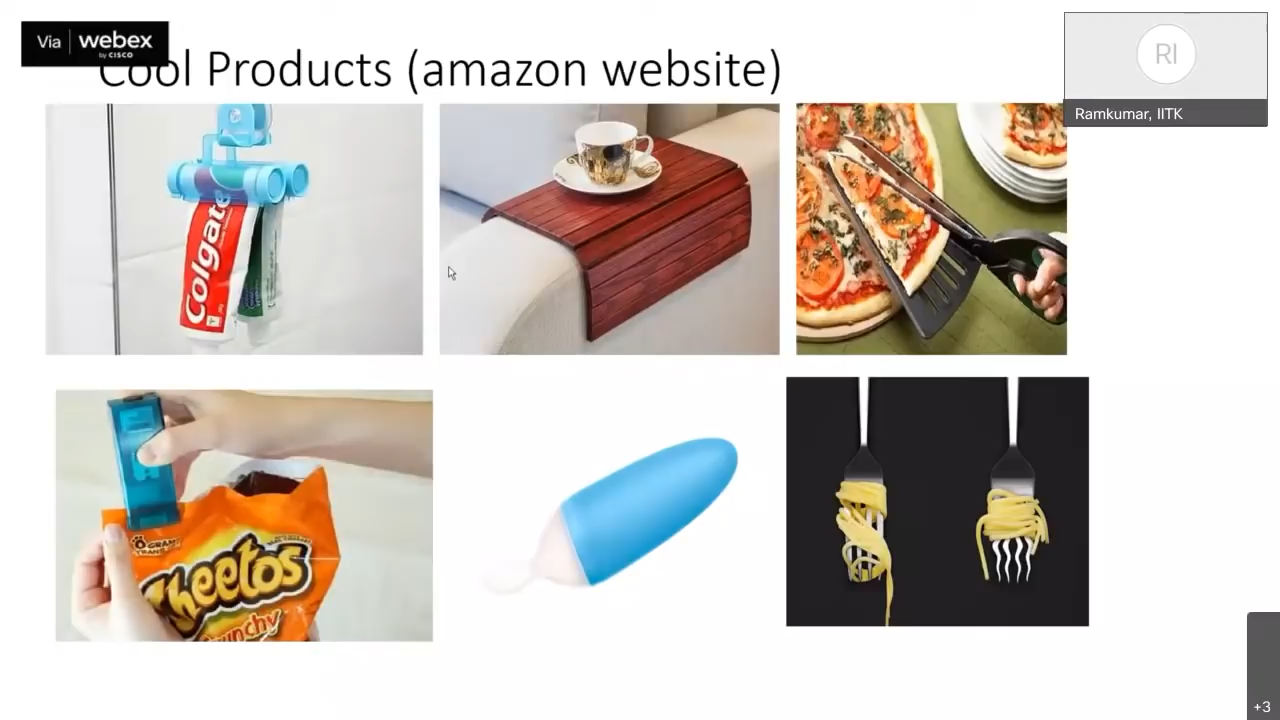 Via webex
by CISCO
Cool Products (amazon website)
RI
Ramkumar, IITK
Colgate
Cheetos
Crunchy
+3